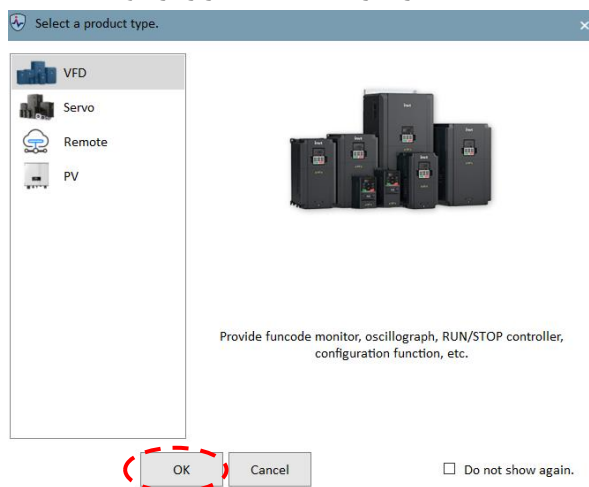 Select a product type.
VFD
Servo
Remote
PV
Provide funcode monitor, oscillograph, RUN/STOP controller,
configuration function, etc.
OK
Cancel
Do not show again.